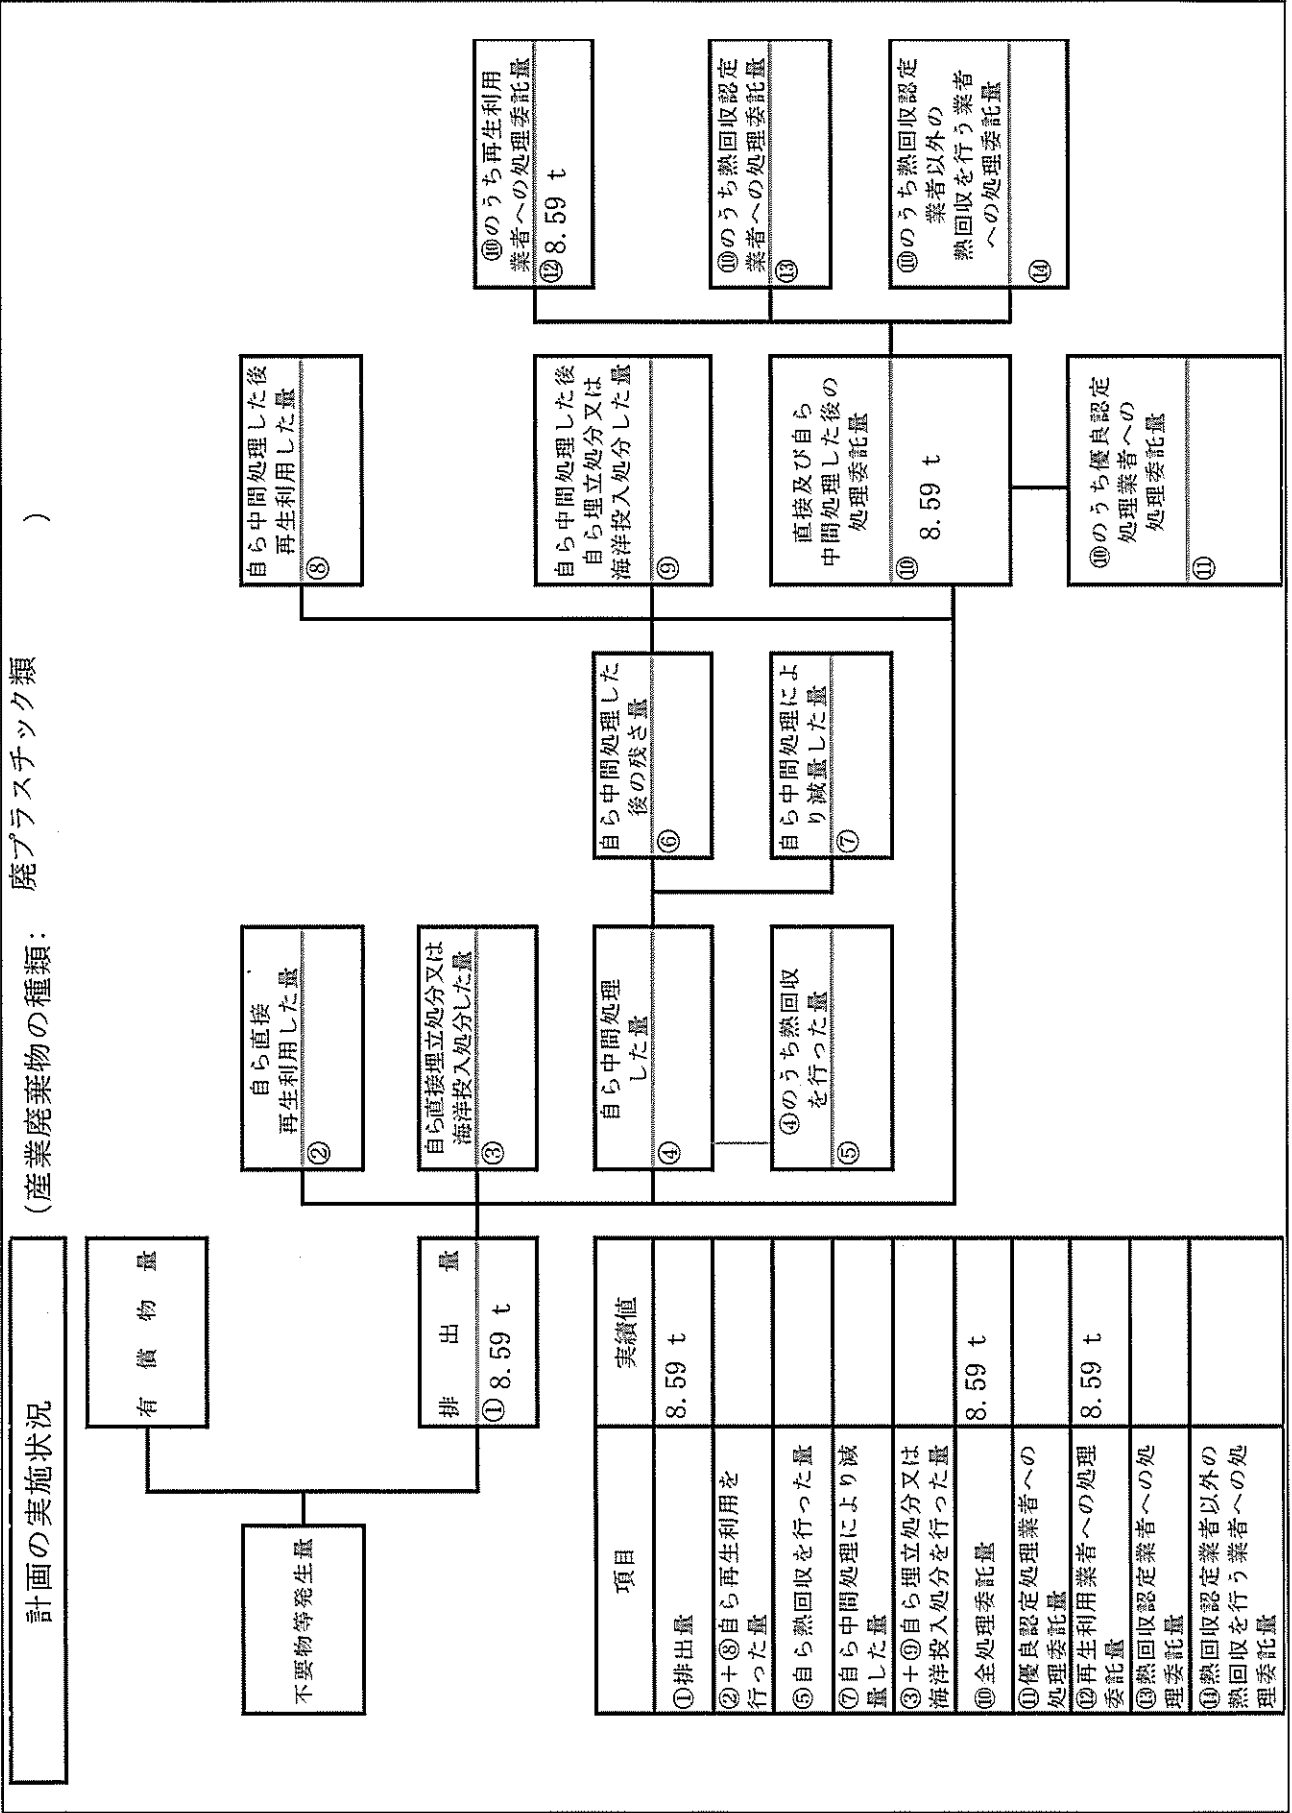 計画の実施状況
(産業廃棄物の種類: 廃プラスチック類 )
不要物等発生量
有償物量
排出量
①8.59 t
自ら直接
再生利用した量
②
自ら直接埋立処分又は
海洋投入処分した量
③
自ら中間処理
した量
④
④のうち熱回収
を行った量
⑤
自ら中間処理した
後の残さ量
⑥
自ら中間処理によ
り減量した量
⑦
自ら中間処理した後
再生利用した量
⑧
自ら中間処理した後
自ら埋立処分又は
海洋投入処分した量
⑨
直接及び自ら
中間処理した後の
処理委託量
⑩
8.59 t
⑩のうち優良認定
処理業者への
処理委託量
⑪
⑩のうち再生利用
業者への処理委託量
⑫8.59 t
⑩のうち熱回収認定
業者への処理委託量
⑬
⑩のうち熱回収認定
業者以外の
熱回収を行う業者
への処理委託量
⑭
項目 実績値
①排出量 8.59 t
②+⑧自ら再生利用を
行った量
⑤自ら熱回収を行った量
⑦自ら中間処理により減
量した量
③+⑨自ら埋立処分又は
海洋投入処分を行った量
⑩全処理委託量 8.59 t
⑪優良認定処理業者への
処理委託量
⑫再生利用業者への処理
委託量 8.59 t
⑬熱回収認定業者への処
理委託量
⑭熱回収認定業者以外の
熱回収を行う業者への処
理委託量